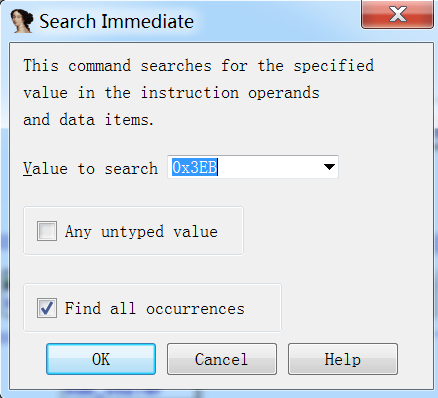 Search Immediate
This command searches for the specified
value in the instruction operands
and data items.
Value to search 0x3EB
Any untyped value
Find all occurrences
OK Cancel Help